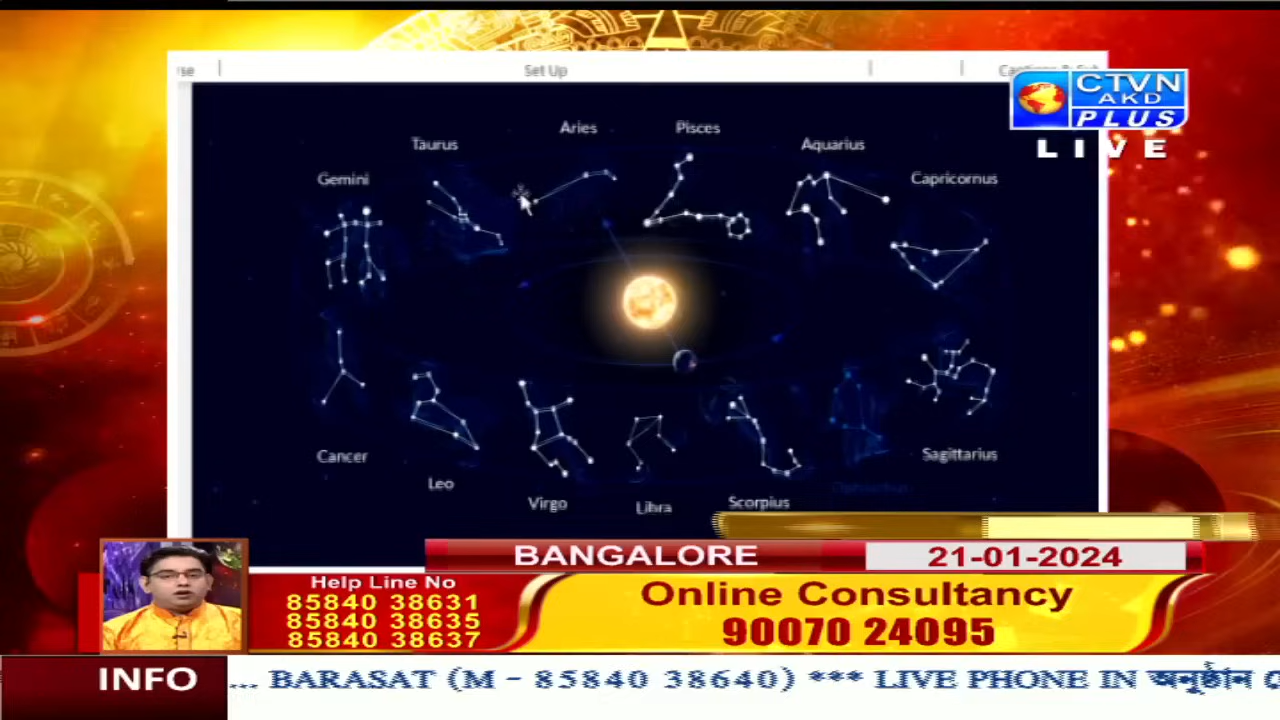 Set Up
CTVN
AKD
PLUS
LIVE
Aries
Pisces
Taurus
Aquarius
Gemini
Capricornus
Cancer
Sagittarius
Leo
Virgo
Libra
Scorpius
BANGALORE
21-01-2024
Help Line No
85840 38631
85840 38635
85840 38637
Online Consultancy
90070 24095
INFO
... BARASAT (M - 85840 38640) *** LIVE PHONE IN অনুষ্ঠান